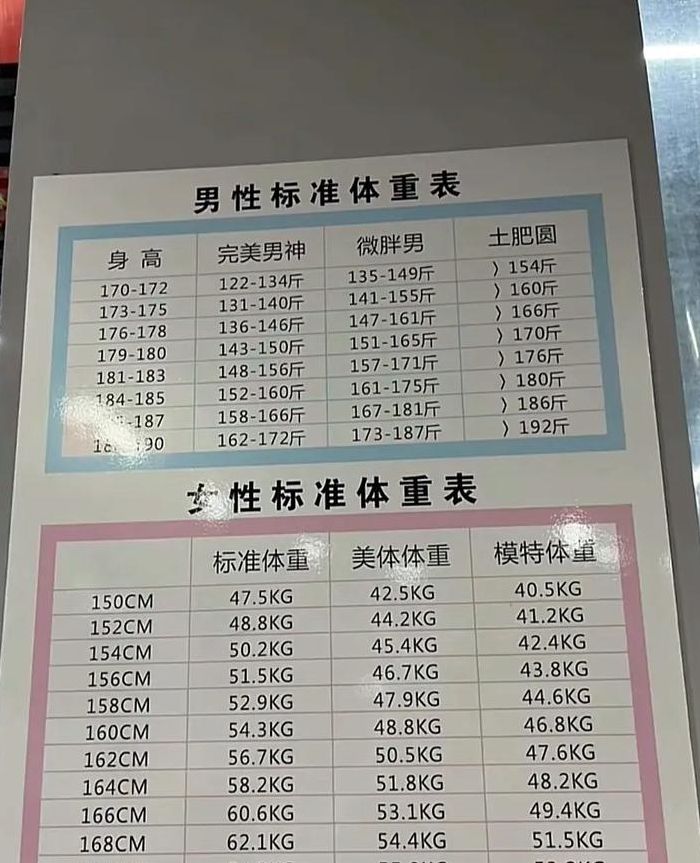 男性标准体重表
身高 完美男神 微胖男 土肥圆
170-172 122-134斤 135-149斤 〉154斤
173-175 131-140斤 141-155斤 〉160斤
176-178 136-146斤 147-161斤 〉166斤
179-180 143-150斤 151-165斤 〉170斤
181-183 148-156斤 157-171斤 〉176斤
184-185 152-160斤 161-175斤 〉180斤
-187 158-166斤 167-181斤 〉186斤
162-172斤 173-187斤 〉192斤
女性标准体重表
标准体重 美体体重 模特体重
150CM 47.5KG 42.5KG 40.5KG
152CM 48.8KG 44.2KG 41.2KG
154CM 50.2KG 45.4KG 42.4KG
156CM 51.5KG 46.7KG 43.8KG
158CM 52.9KG 47.9KG 44.6KG
160CM 54.3KG 48.8KG 46.8KG
162CM 56.7KG 50.5KG 47.6KG
164CM 58.2KG 51.8KG 48.2KG
166CM 60.6KG 53.1KG 49.4KG
168CM 62.1KG 54.4KG 51.5KG